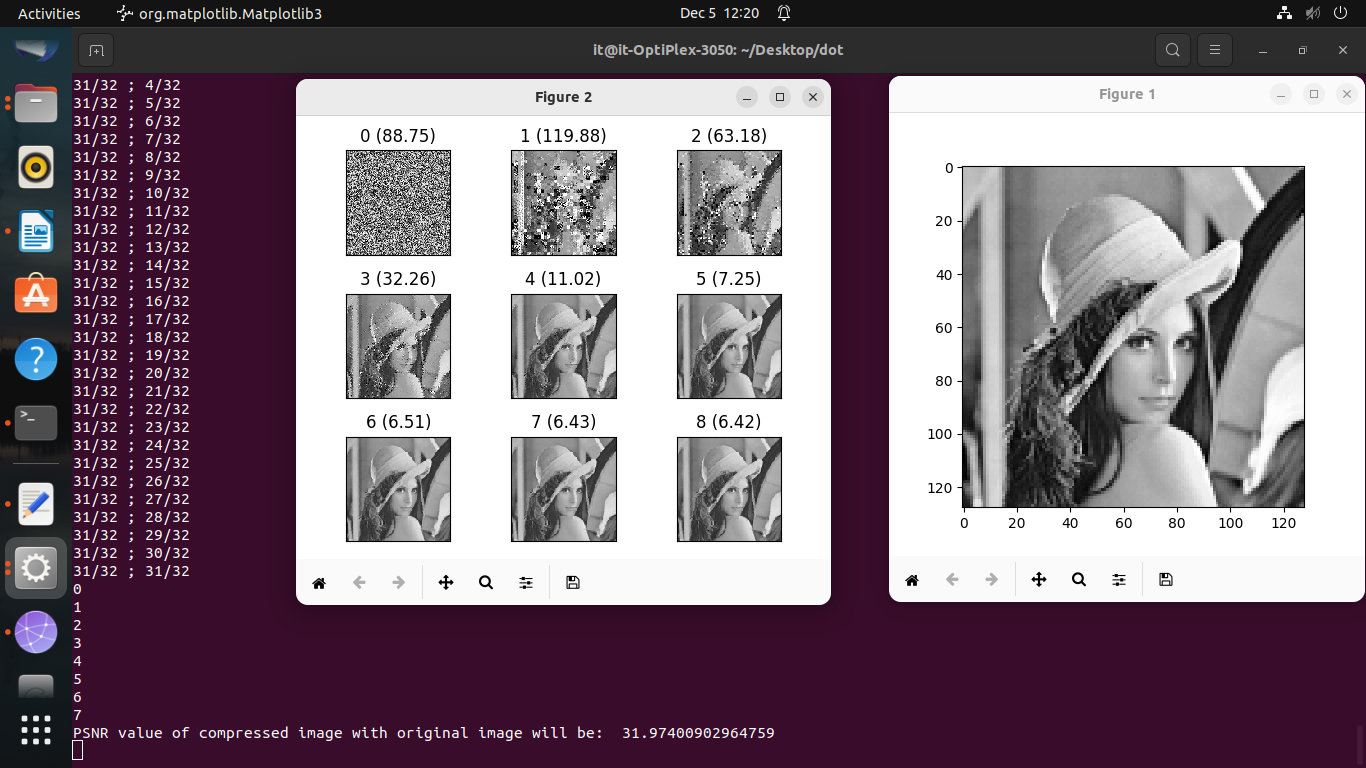 Activities
org.matplotlib.Matplotlib3
Dec 5 12:20
it@it-OptiPlex-3050: ~/Desktop/dot
31/32 ; 4/32
31/32 ; 5/32
31/32 ; 6/32
31/32 ; 7/32
31/32 ; 8/32
31/32 ; 9/32
31/32 ; 10/32
31/32 ; 11/32
31/32 ; 12/32
31/32 ; 13/32
31/32 ; 14/32
31/32 ; 15/32
31/32 ; 16/32
31/32 ; 17/32
31/32 ; 18/32
31/32 ; 19/32
31/32 ; 20/32
31/32 ; 21/32
31/32 ; 22/32
31/32 ; 23/32
31/32 ; 24/32
31/32 ; 25/32
31/32 ; 26/32
31/32 ; 27/32
31/32 ; 28/32
31/32 ; 29/32
31/32 ; 30/32
31/32 ; 31/32
0
1
2
3
4
5
6
7
PSNR value of compressed image with original image will be:  31.97400902964759
Figure 2
0 (88.75)
1 (119.88)
2 (63.18)
3 (32.26)
4 (11.02)
5 (7.25)
6 (6.51)
7 (6.43)
8 (6.42)
Figure 1
0
20
40
60
80
100
120
0 20 40 60 80 100 120